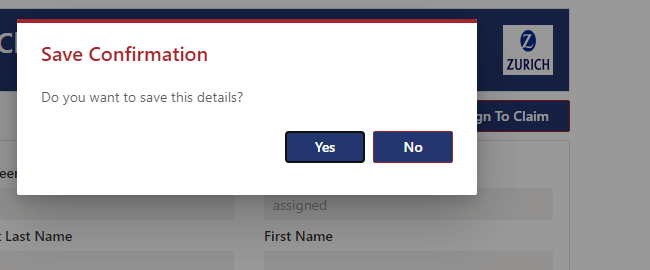 Save Confirmation
ZURICH
Do you want to save this details?
gn To Claim
Yes
No
assigned
Last Name
First Name